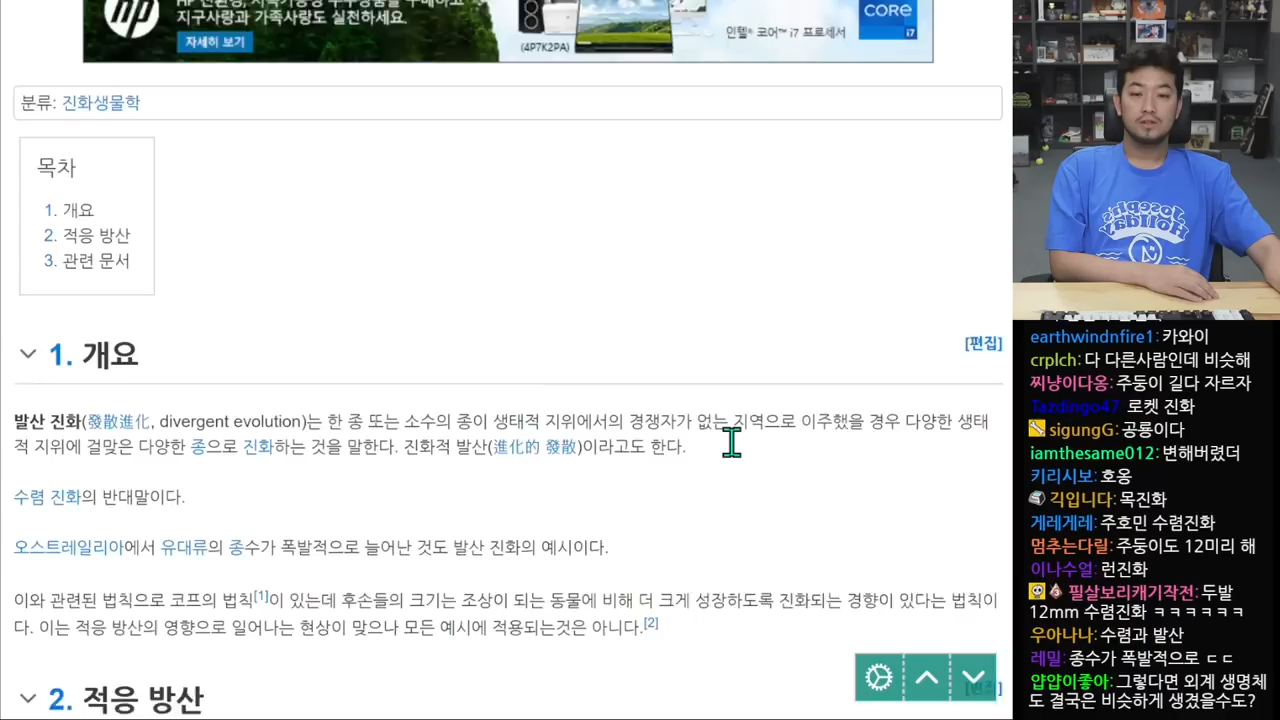 지구사랑과 가족사랑도 실천하세요.
자세히 보기
(4P7K2PA)
인텔® 코어™ i7 프로세서
CORE
i7
hp
분류: 진화생물학
목차
1. 개요
2. 적응 방산
3. 관련 문서
1. 개요
[편집]
발산 진화(發散進化, divergent evolution)는 한 종 또는 소수의 종이 생태적 지위에서의 경쟁자가 없는 지역으로 이주했을 경우 다양한 생태
적 지위에 걸맞은 다양한 종으로 진화하는 것을 말한다. 진화적 발산(進化的 發散)이라고도 한다.
수렴 진화의 반대말이다.
오스트레일리아에서 유대류의 종수가 폭발적으로 늘어난 것도 발산 진화의 예시이다.
이와 관련된 법칙으로 코프의 법칙[1]이 있는데 후손들의 크기는 조상이 되는 동물에 비해 더 크게 성장하도록 진화되는 경향이 있다는 법칙이
다. 이는 적응 방산의 영향으로 일어나는 현상이 맞으나 모든 예시에 적용되는것은 아니다.[2]
2. 적응 방산
[편집]
Joseph's
Holiday
earthwindnfire1: 카와이
crplch: 다 다른사람인데 비슷해
찌냥이다옹: 주둥이 길다 자르자
Tazdingo47 로켓 진화
sigungG: 공룡이다
iamthesame012: 변해버렸더
키리시보: 호옹
긱입니다: 목진화
게레게레: 주호민 수렴진화
멈추는다릴: 주둥이도 12미리 해
이나수얼: 런진화
필살보리캐기작전: 두발
12mm 수렴진화 ㅋㅋㅋㅋㅋㅋ
우아나나: 수렴과 발산
레밀: 종수가 폭발적으로 ㄷㄷ
얍얍이좋아: 그렇다면 외계 생명체
도 결국은 비슷하게 생겼을수도?